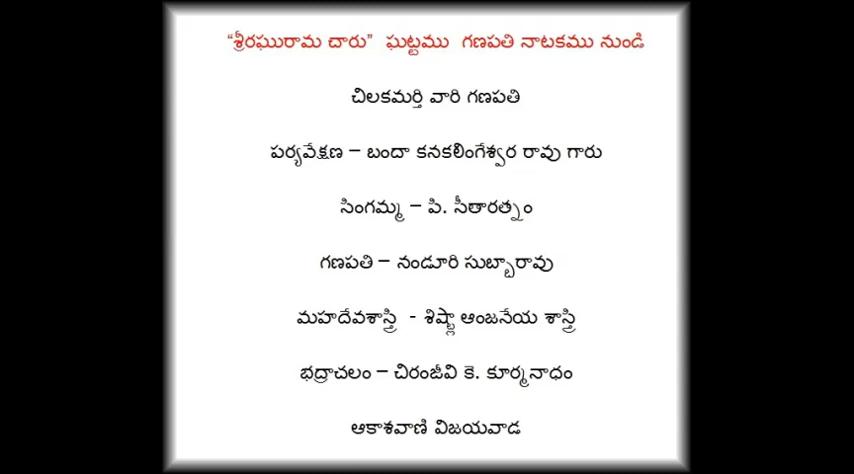 “శ్రీరఘురామ చారు” ఘట్టము గణపతి నాటకము నుండి
చిలకమర్తి వారి గణపతి
పర్యవేక్షణ – బందా కనకలింగేశ్వర రావు గారు
సింగమ్మ – పి. సీతారత్నం
గణపతి – నండూరి సుబ్బారావు
మహదేవశాస్త్రి - శిష్ట్లా ఆంజనేయ శాస్త్రి
భద్రాచలం – చిరంజీవి కె. కూర్మనాధం
ఆకాశవాణి విజయవాడ